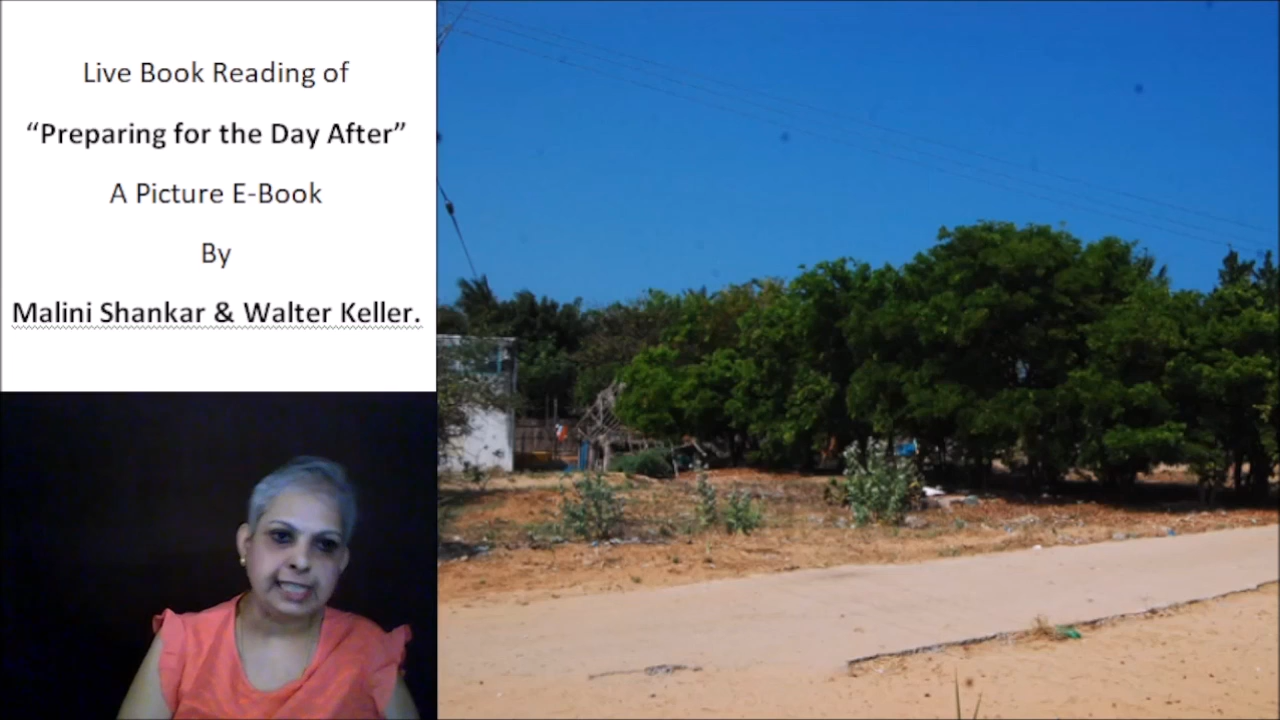 Live Book Reading of
“Preparing for the Day After”
A Picture E-Book
By
Malini Shankar & Walter Keller.